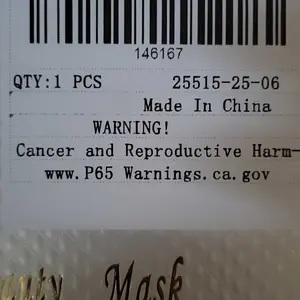 146167
QTY:1 PCS 25515-25-06
Made In China
WARNING!
Cancer and Reproductive Harm-
www.P65 Warnings.ca.gov
Mask